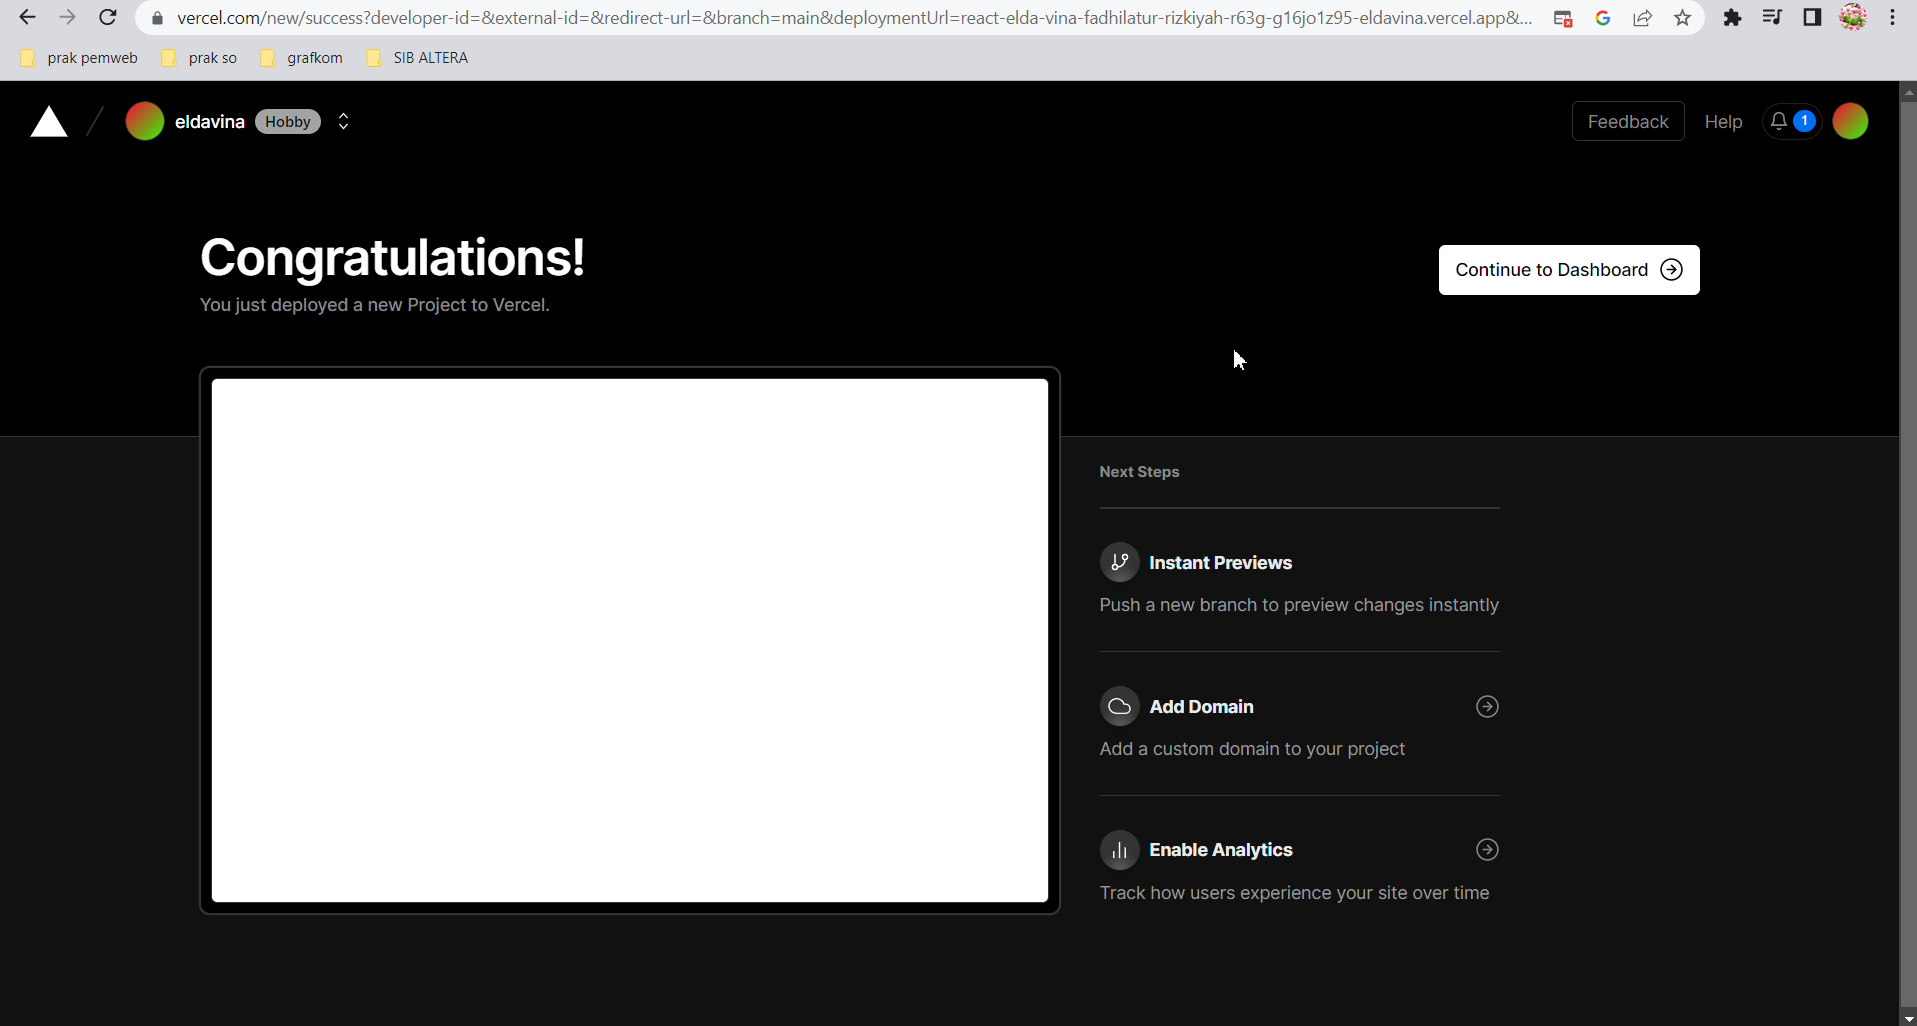 vercel.com/new/success?developer-id=&external-id=&redirect-url=&branch=main&deploymentUrl=react-elda-vina-fadhilatur-rizkiyah-r63g-g16jo1z95-eldavina.vercel.app&...
prak pemweb prak so grafkom SIB ALTERA
eldavina Hobby Feedback Help 1
Congratulations!
Continue to Dashboard
You just deployed a new Project to Vercel.
Next Steps
Instant Previews
Push a new branch to preview changes instantly
Add Domain
Add a custom domain to your project
Enable Analytics
Track how users experience your site over time